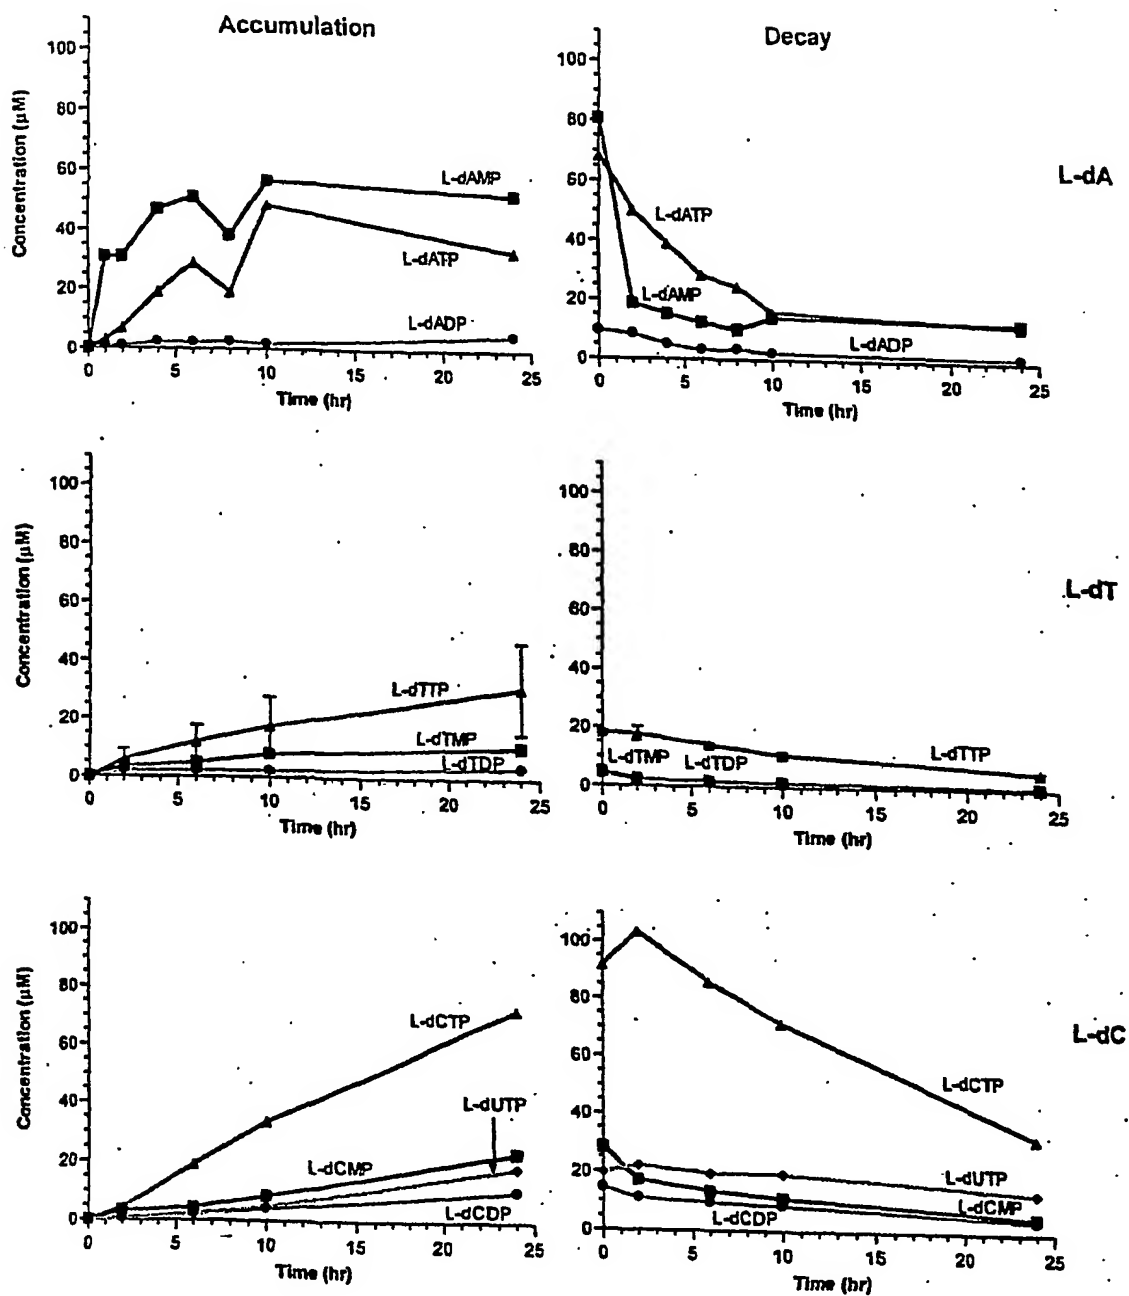 Accumulation
Decay
Concentration (µM)
100
80
60
40
20
0
L-dAMP
L-dATP
L-dADP
0 5 10 15 20 25
Time (hr)
100
80
60
40
20
0
L-dATP
L-dAMP
L-dADP
0 5 10 15 20 25
Time (hr)
L-dA
Concentration (µM)
100
80
60
40
20
0
L-dTTP
L-dTMP
L-dTDP
0 5 10 15 20 25
Time (hr)
100
80
60
40
20
0
L-dTMP L-dTDP
L-dTTP
0 5 10 15 20 25
Time (hr)
L-dT
Concentration (µM)
100
80
60
40
20
0
L-dCTP
L-dUTP
L-dCMP
L-dCDP
0 5 10 15 20 25
Time (hr)
100
80
60
40
20
0
L-dCTP
L-dUTP
L-dCMP
L-dCDP
0 5 10 15 20 25
Time (hr)
L-dC